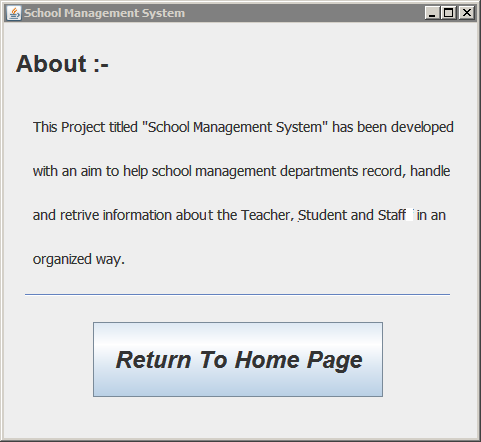 School Management System
About :-
This Project titled "School Management System" has been developed
with an aim to help school management departments record, handle
and retrive information about the Teacher, Student and Staff in an
organized way.
Return To Home Page